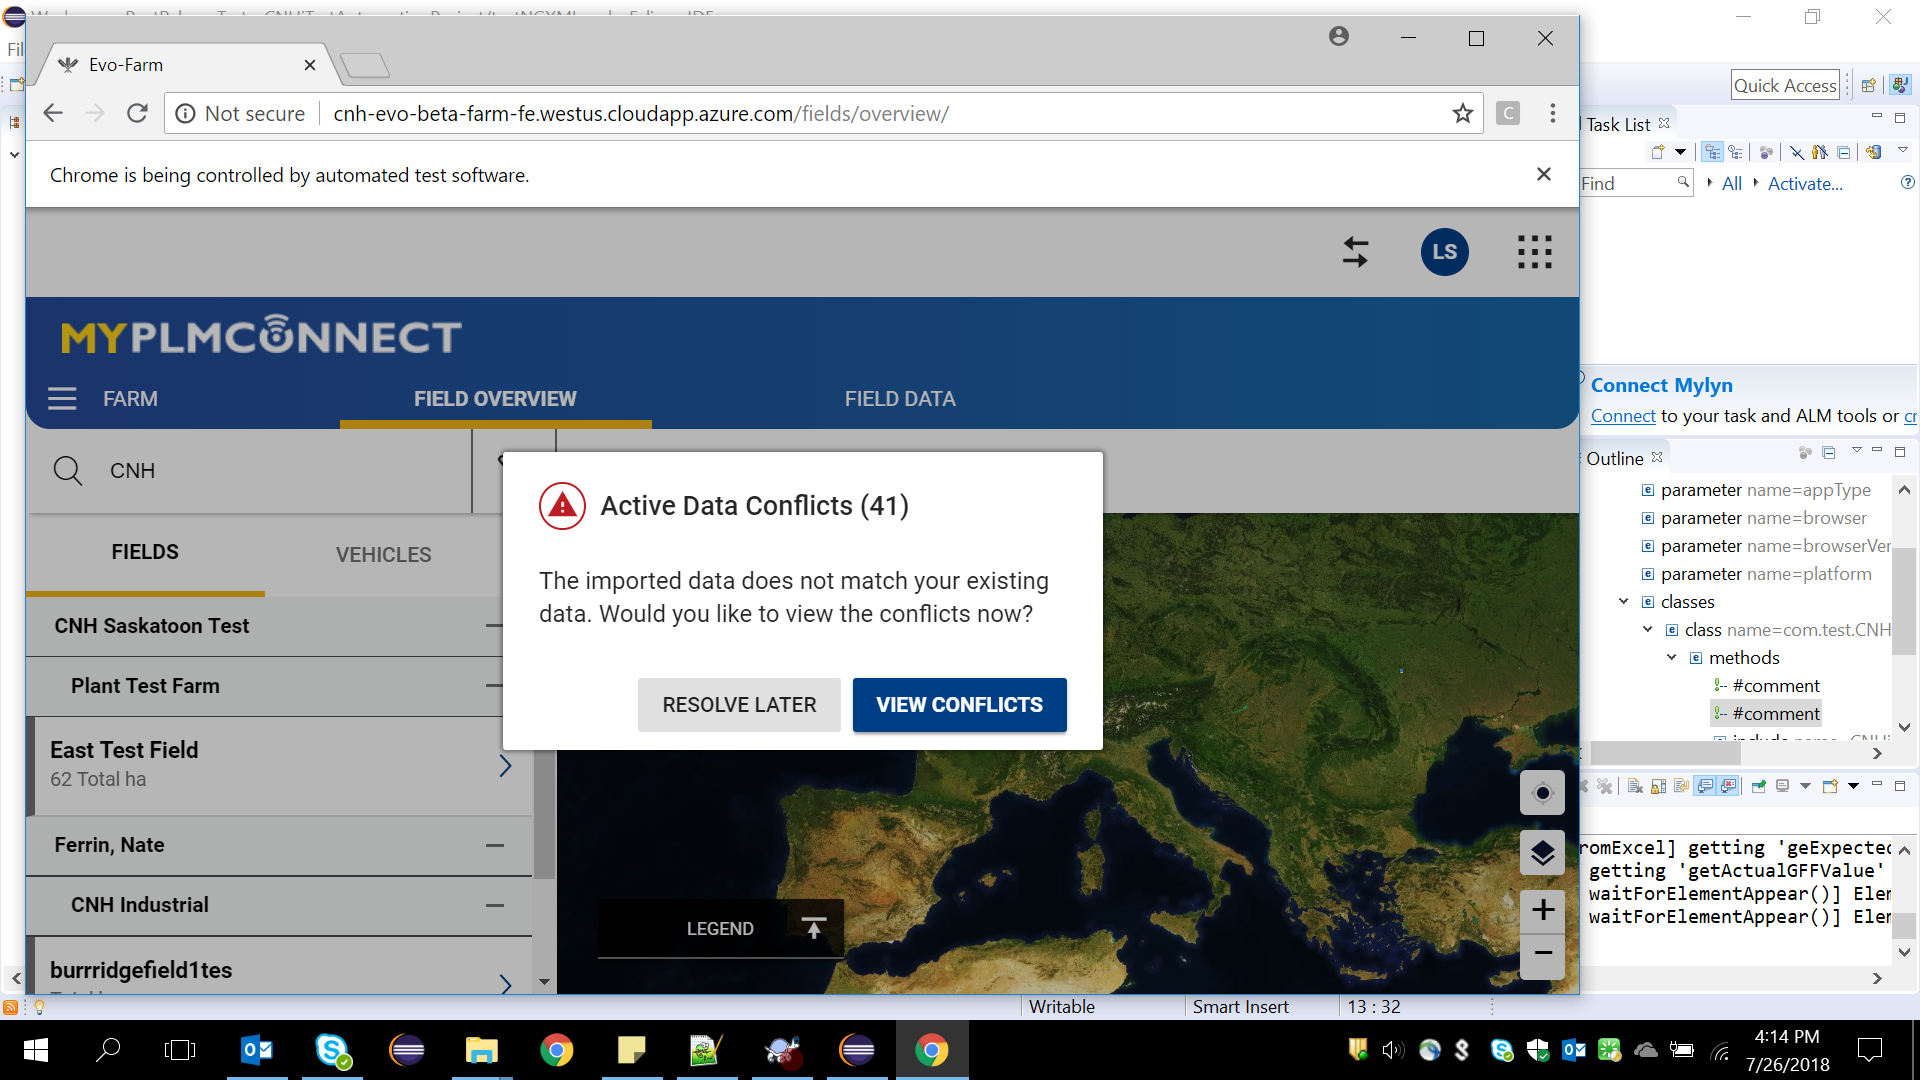 Evo-Farm
Not secure
cnh-evo-beta-farm-fe.westus.cloudapp.azure.com/fields/overview/
C
Chrome is being controlled by automated test software.
LS
MYPLMCONNECT
FARM
FIELD OVERVIEW
FIELD DATA
CNH
FIELDS
VEHICLES
CNH Saskatoon Test
Plant Test Farm
East Test Field
62 Total ha
Ferrin, Nate
CNH Industrial
burrridgefield1tes
Active Data Conflicts (41)
The imported data does not match your existing
data. Would you like to view the conflicts now?
RESOLVE LATER
VIEW CONFLICTS
LEGEND
Quick Access
Task List
Find
All
Activate...
Connect Mylyn
Connect to your task and ALM tools or cr
Outline
parameter name=appType
parameter name=browser
parameter name=browserVer
parameter name=platform
classes
class name=com.test.CNH
methods
#comment
#comment
romExcel] getting 'geExpected
getting 'getActualGFFValue'
waitForElementAppear()] Elem
waitForElementAppear()] Elem
Writable
Smart Insert
13 : 32
4:14 PM
7/26/2018